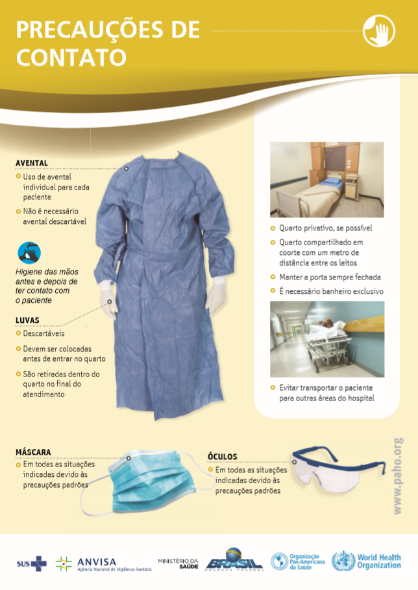 PRECAUÇÕES DE
CONTATO
AVENTAL
Uso de avental
individual para cada
paciente
Não é necessário
avental descartável
Higiene das mãos
antes e depois de
ter contato com
o paciente
LUVAS
Descartáveis
Devem ser colocadas
antes de entrar no quarto
São retiradas dentro do
quarto no final do
atendimento
Quarto privativo, se possível
Quarto compartilhado em
coorte com um metro de
distância entre os leitos
Manter a porta sempre fechada
É necessário banheiro exclusivo
Evitar transportar o paciente
para outras áreas do hospital
MÁSCARA
Em todas as situações
indicadas devido às
precauções padrões
ÓCULOS
Em todas as situações
indicadas devido às
precauções padrões
www.paho.org
SUS
ANVISA
Agência Nacional de Vigilância Sanitária
MINISTÉRIO DA
SAÚDE
BRASIL
GOVERNO FEDERAL
Organização
Pan-Americana
da Saúde
World Health
Organization